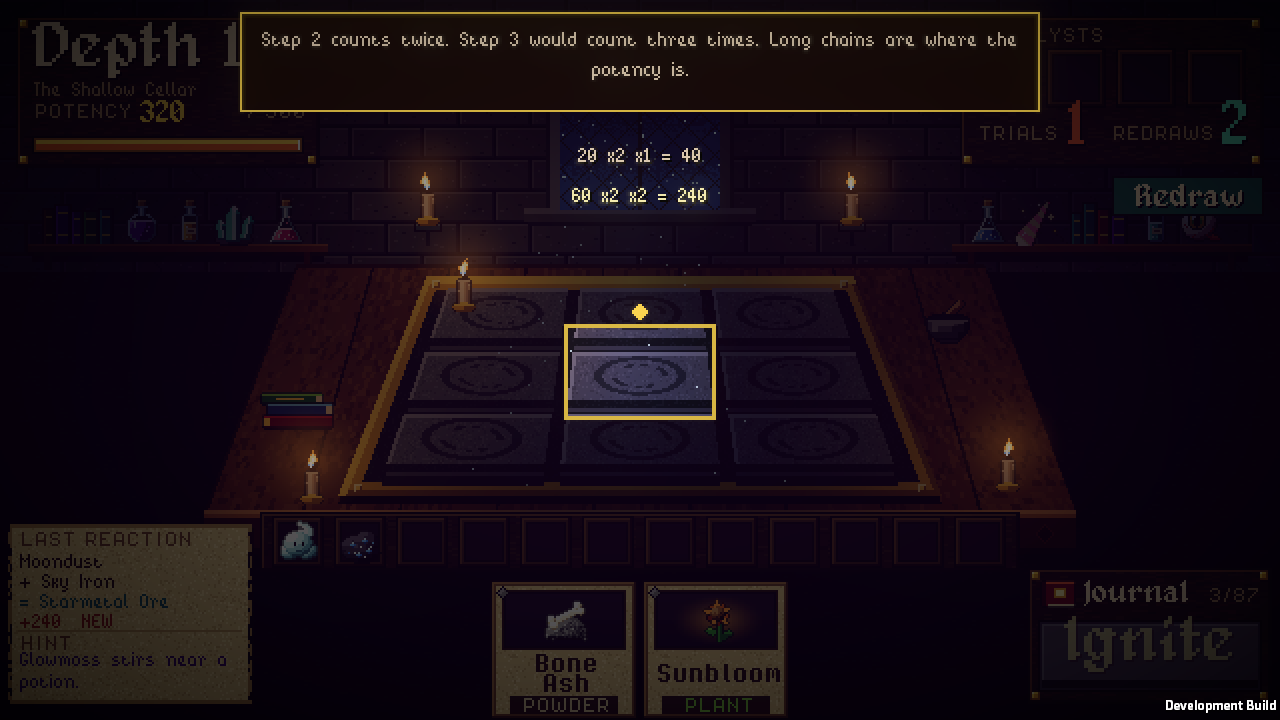 Step 2 counts twice. Step 3 would count three times. Long chains are where the
potency is.
Depth 1
The Shallow Cellar
POTENCY 320
20 x2 x1 = 40
60 x2 x2 = 240
TRIALS 1 REDRAWS 2
Redraw
LAST REACTION
Moondust
+ Sky Iron
= Starmetal Ore
+240 NEW
HINT
Glowmoss stirs near a
potion.
Bone
Ash
POWDER
Sunbloom
PLANT
Journal 3/87
Ignite
Development Build